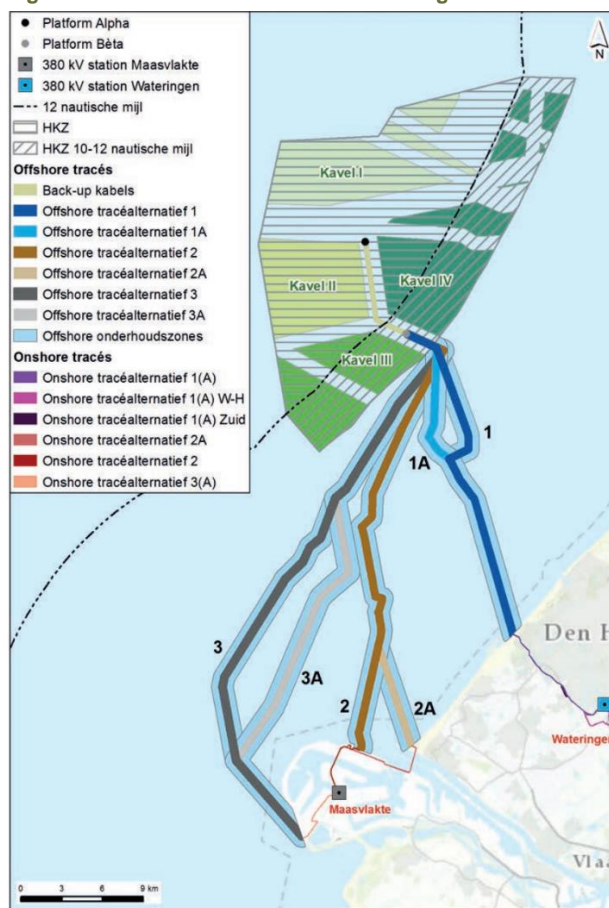 Platform Alpha
Platform Bèta
380 kV station Maasvlakte
380 kV station Wateringen
12 nautische mijl
HKZ
HKZ 10-12 nautische mijl
Offshore tracés
Back-up kabels
Offshore tracéalternatief 1
Offshore tracéalternatief 1A
Offshore tracéalternatief 2
Offshore tracéalternatief 2A
Offshore tracéalternatief 3
Offshore tracéalternatief 3A
Offshore onderhoudszones
Onshore tracés
Onshore tracéalternatief 1(A)
Onshore tracéalternatief 1(A) W-H
Onshore tracéalternatief 1(A) Zuid
Onshore tracéalternatief 2A
Onshore tracéalternatief 2
Onshore tracéalternatief 3(A)
N
Kavel I
Kavel II
Kavel IV
Kavel III
1
1A
3
3A
2
2A
Den H
Wateringen
Maasvlakte
Vlaa
0 3 6 9 km